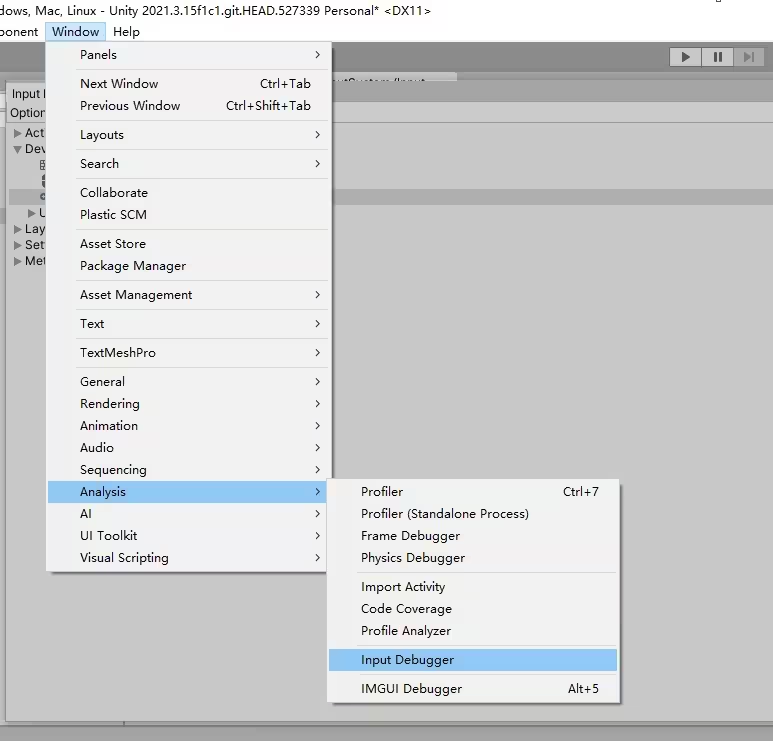 dows, Mac, Linux - Unity 2021.3.15f1c1.git.HEAD.527339 Personal* <DX11>
ponent Window Help
Panels
Next Window Ctrl+Tab
Previous Window Ctrl+Shift+Tab
Input
Option
Layouts
Act
Dev
Search
Collaborate
Plastic SCM
U
Lay
Asset Store
Set
Package Manager
Met
Asset Management
Text
TextMeshPro
General
Rendering
Animation
Audio
Sequencing
Analysis
AI
UI Toolkit
Visual Scripting
Profiler Ctrl+7
Profiler (Standalone Process)
Frame Debugger
Physics Debugger
Import Activity
Code Coverage
Profile Analyzer
Input Debugger
IMGUI Debugger Alt+5